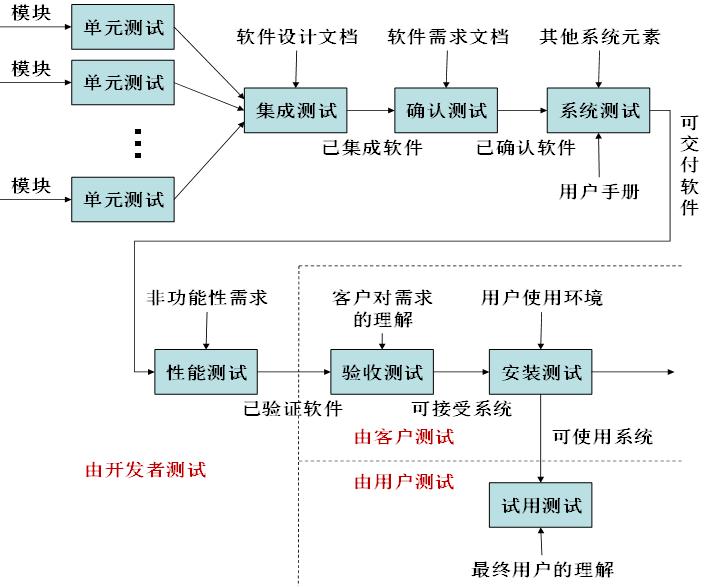 模块
单元测试
软件设计文档
软件需求文档
其他系统元素
模块
单元测试
集成测试
确认测试
系统测试
已集成软件
已确认软件
可交付软件
模块
单元测试
用户手册
非功能性需求
客户对需求
的理解
用户使用环境
性能测试
验收测试
安装测试
已验证软件
可接受系统
由客户测试
可使用系统
由开发者测试
由用户测试
试用测试
最终用户的理解